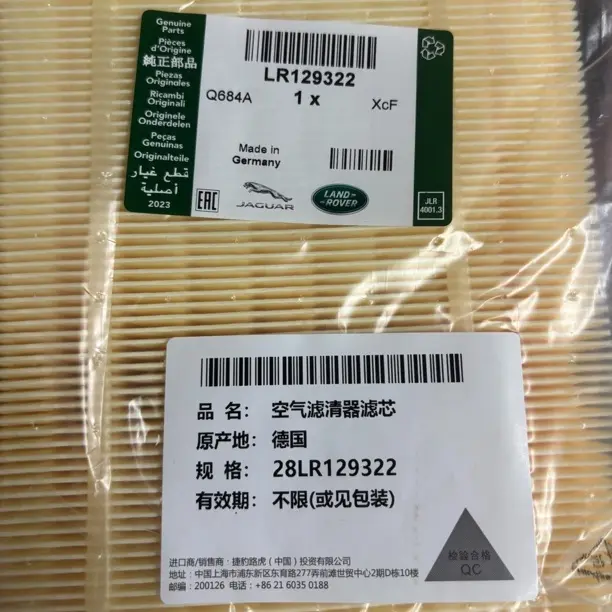 Genuine
Parts
Pièces
d'Origine
純正部品
Piezas
Originales
Ricambi
Originali
Originele
Onderdelen
Peças
Genuinas
Originalteile
قطع غيار
أصلية
2023
LR129322
Q684A
1 x
XcF
Made in
Germany
EAC
JAGUAR
LAND-
-ROVER
JLR
4001.3
品 名： 空气滤清器滤芯
原产地： 德国
规 格： 28LR129322
有效期： 不限(或见包装)
检验合格
QC
进口商/销售商：捷豹路虎（中国）投资有限公司
地址：中国上海市浦东新区东育路277弄前滩世贸中心2期D栋10楼
邮编：200126 电话：+86 21 6035 0188